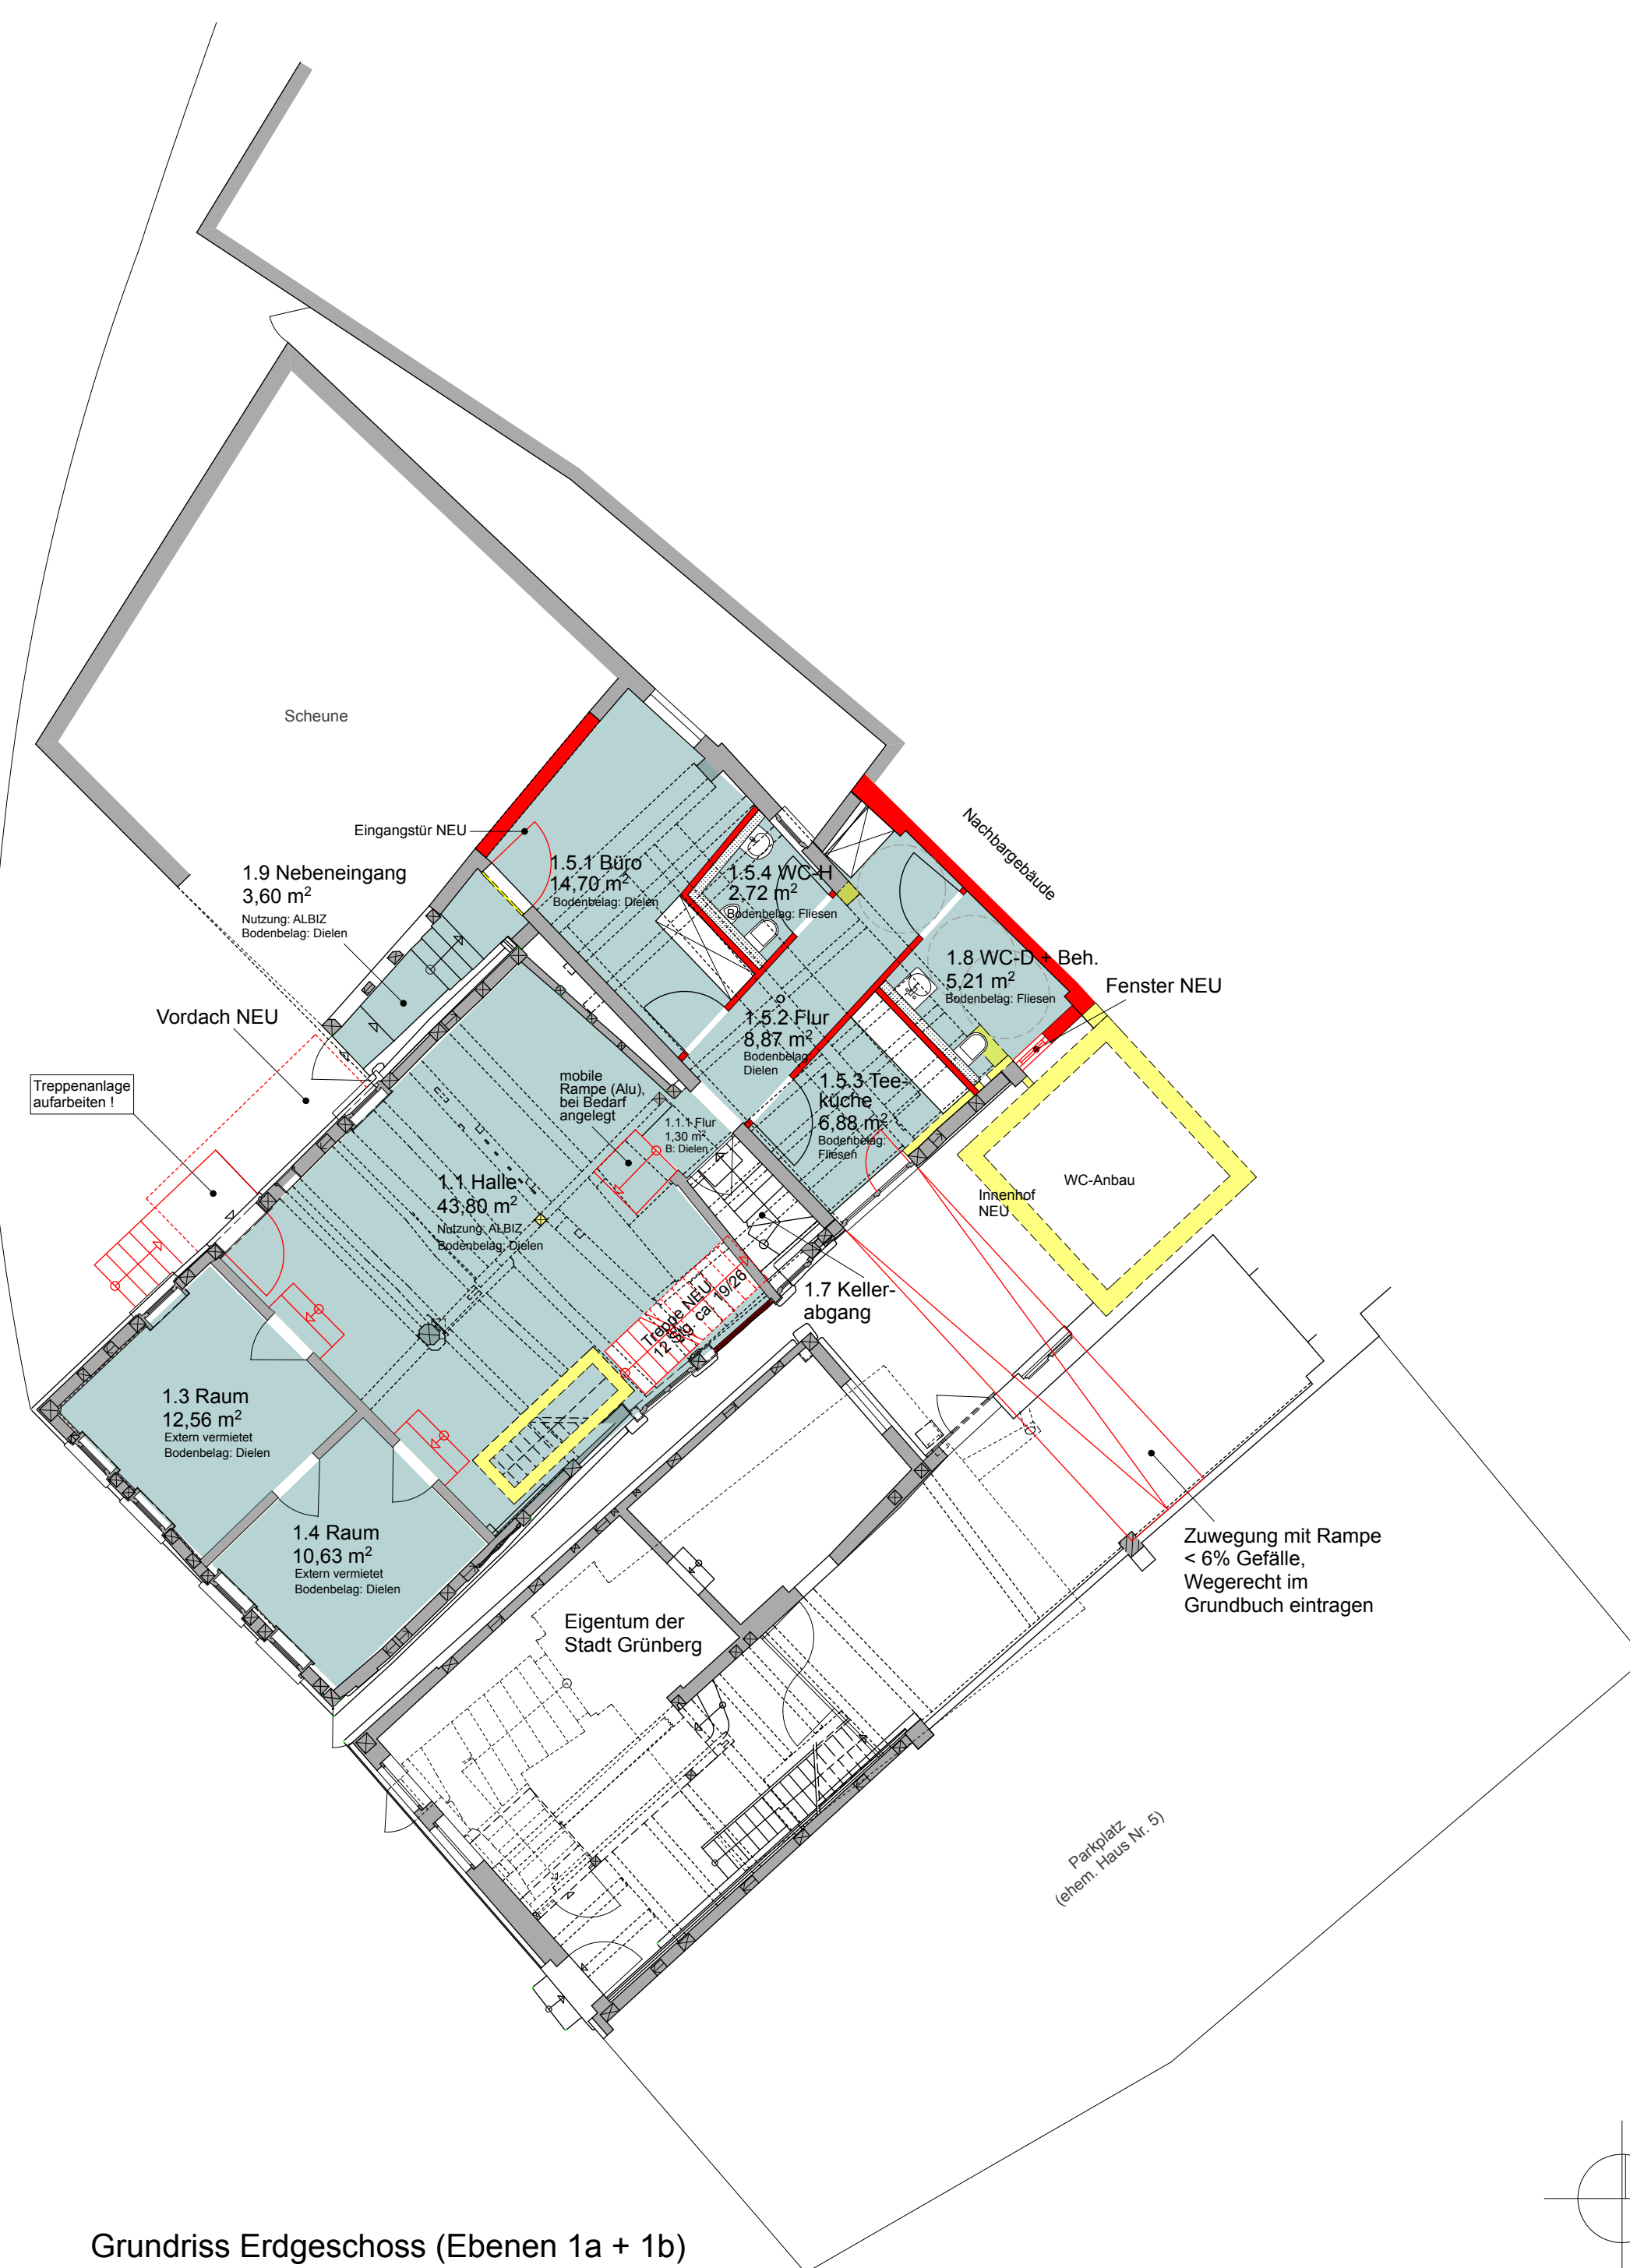 Scheune
Eingangstür NEU
1.9 Nebeneingang
3,60 m²
Nutzung: ALBIZ
Bodenbelag: Dielen
Vordach NEU
Treppenanlage
aufarbeiten !
1.5.1 Büro
14,70 m²
Bodenbelag: Dielen
1.5.4 WC-H
2,72 m²
Bodenbelag: Fliesen
Nachbargebäude
1.8 WC-D + Beh.
5,21 m²
Bodenbelag: Fliesen
Fenster NEU
1.5.2 Flur
8,87 m²
Bodenbelag:
Dielen
1.5.3 Tee-
küche
6,88 m²
Bodenbelag:
Fliesen
mobile
Rampe (Alu),
bei Bedarf
angelegt
1.1.1 Flur
1,30 m²
B: Dielen
1.1 Halle
43,80 m²
Nutzung: ALBIZ
Bodenbelag: Dielen
WC-Anbau
Innenhof
NEU
Treppe NEU
12 Stg. ca. 19/26
1.7 Keller-
abgang
1.3 Raum
12,56 m²
Extern vermietet
Bodenbelag: Dielen
1.4 Raum
10,63 m²
Extern vermietet
Bodenbelag: Dielen
Zuwegung mit Rampe
< 6% Gefälle,
Wegerecht im
Grundbuch eintragen
Eigentum der
Stadt Grünberg
Parkplatz
(ehem. Haus Nr. 5)
Grundriss Erdgeschoss (Ebenen 1a + 1b)